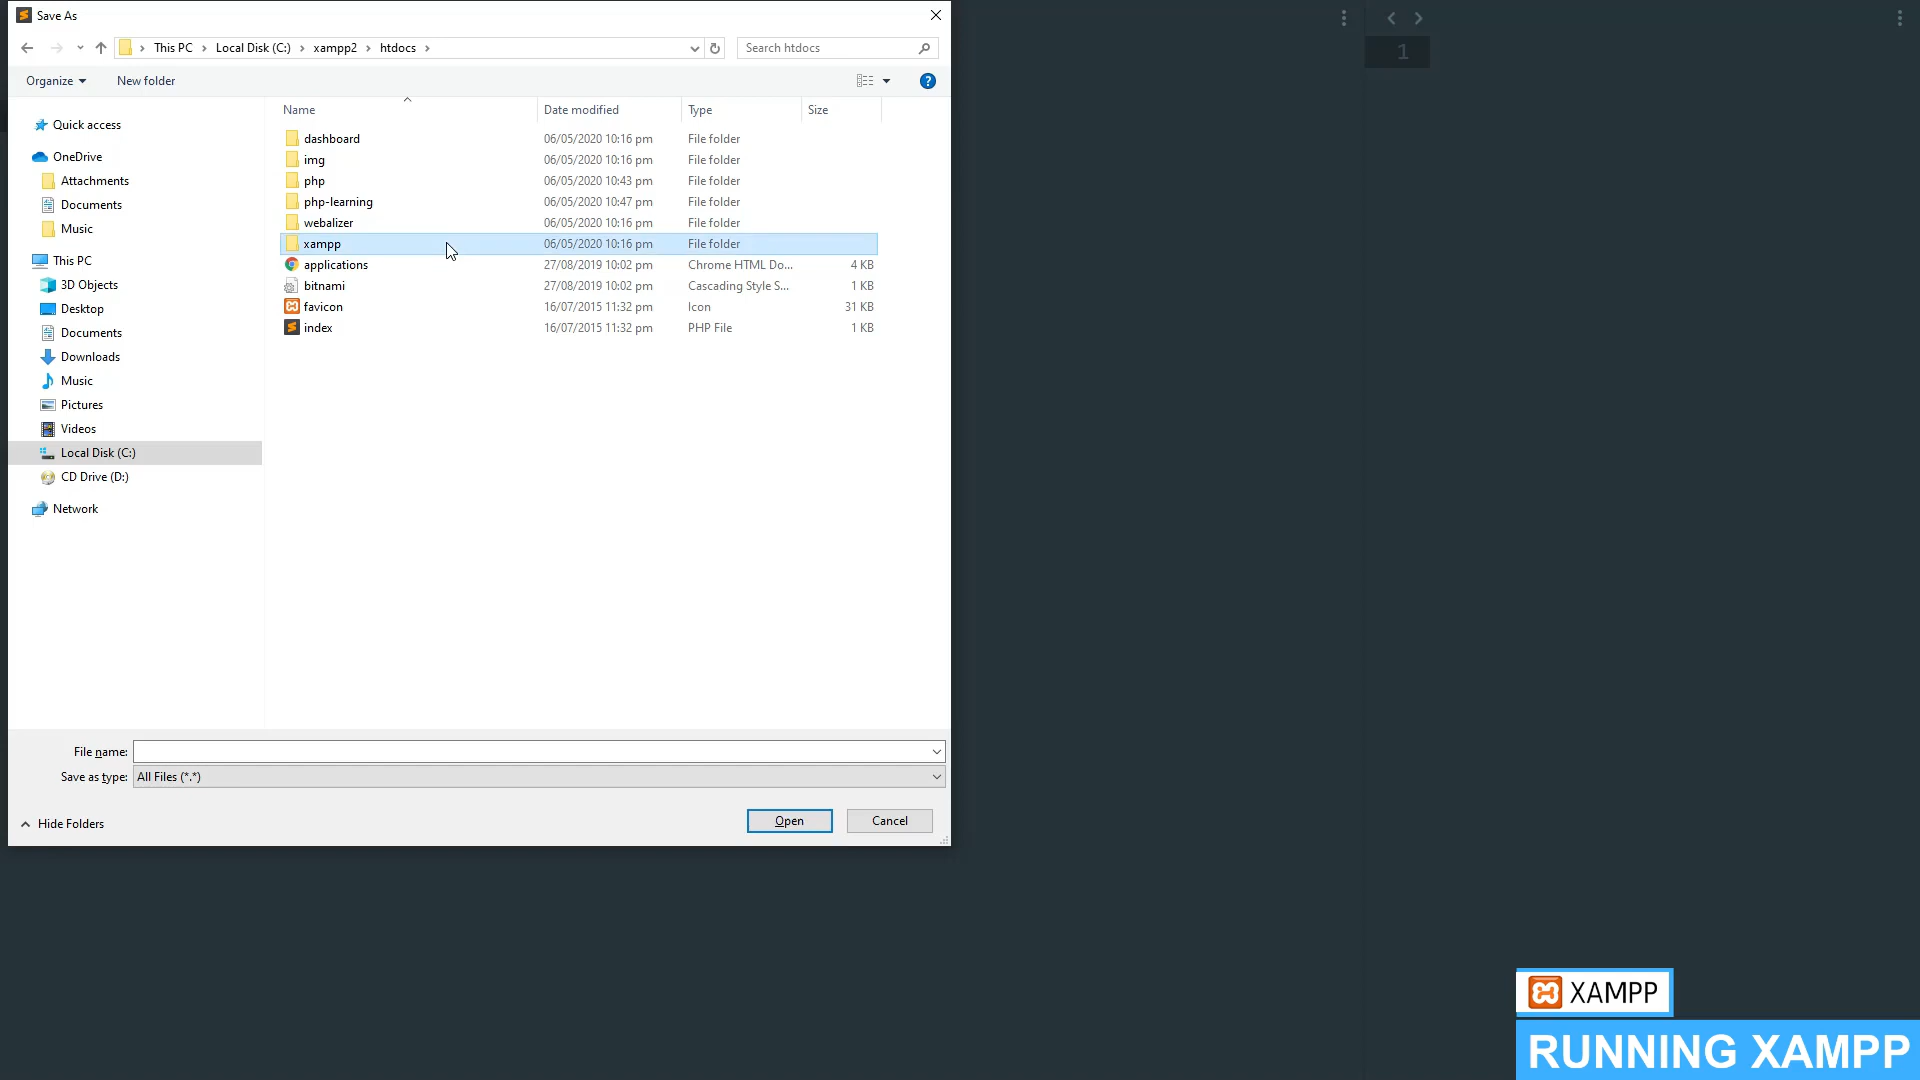 Save As
This PC
Local Disk (C:)
xampp2
htdocs
Search htdocs
Organize
New folder
Name
Date modified
Type
Size
Quick access
OneDrive
Attachments
Documents
Music
This PC
3D Objects
Desktop
Documents
Downloads
Music
Pictures
Videos
Local Disk (C:)
CD Drive (D:)
Network
dashboard 06/05/2020 10:16 pm File folder
img 06/05/2020 10:16 pm File folder
php 06/05/2020 10:43 pm File folder
php-learning 06/05/2020 10:47 pm File folder
webalizer 06/05/2020 10:16 pm File folder
xampp 06/05/2020 10:16 pm File folder
applications 27/08/2019 10:02 pm Chrome HTML Do... 4 KB
bitnami 27/08/2019 10:02 pm Cascading Style S... 1 KB
favicon 16/07/2015 11:32 pm Icon 31 KB
index 16/07/2015 11:32 pm PHP File 1 KB
File name:
Save as type: All Files (*.*)
Hide Folders
Open
Cancel
1
XAMPP
RUNNING XAMPP